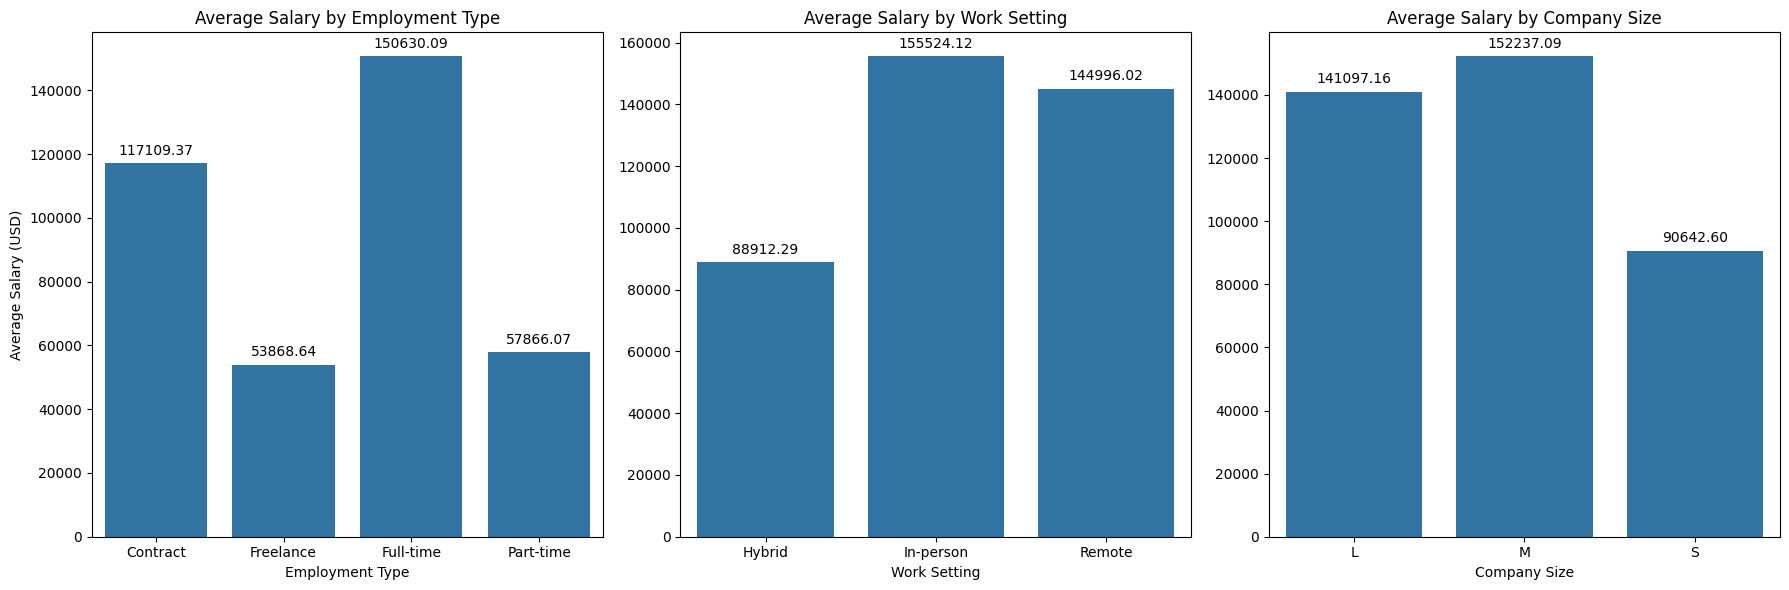 Average Salary by Employment Type
150630.09
140000
120000
117109.37
100000
80000
60000
57866.07
53868.64
40000
20000
0
Average Salary (USD)
Contract
Freelance
Full-time
Part-time
Employment Type
Average Salary by Work Setting
160000
155524.12
144996.02
140000
120000
100000
88912.29
80000
60000
40000
20000
0
Hybrid
In-person
Remote
Work Setting
Average Salary by Company Size
152237.09
141097.16
140000
120000
100000
90642.60
80000
60000
40000
20000
0
L
M
S
Company Size